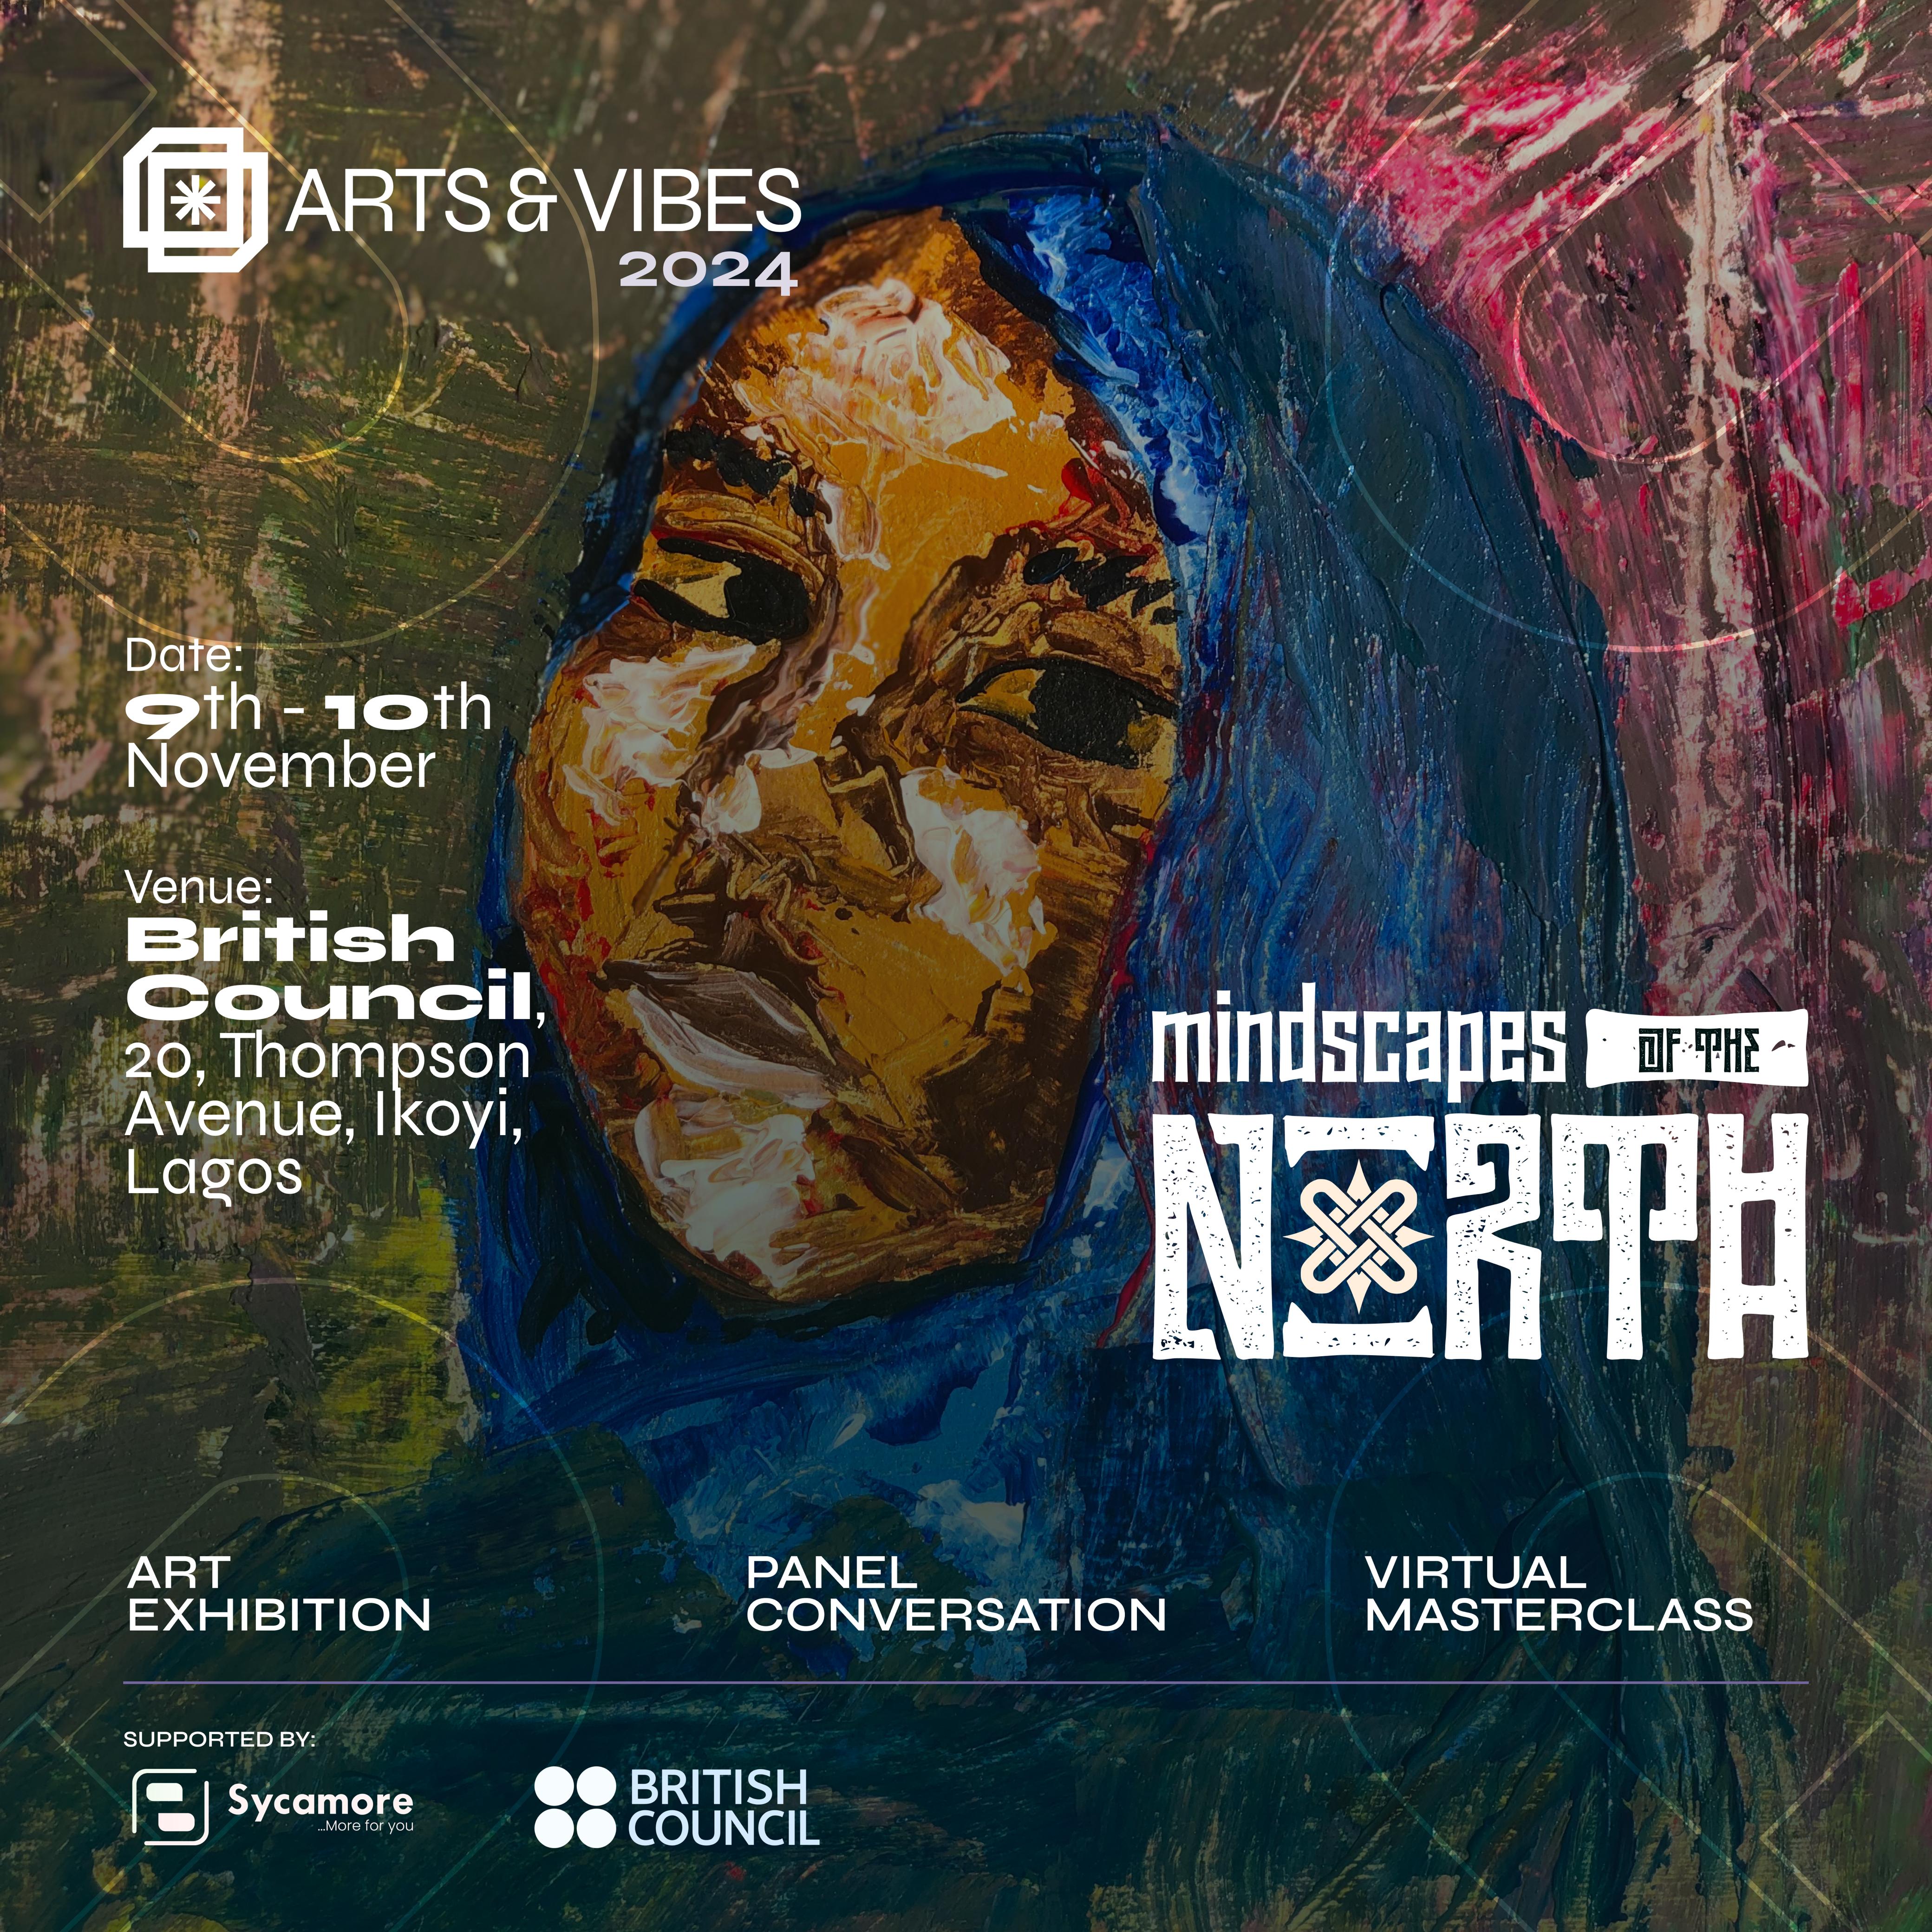 ARTS & VIBES
2024
Date:
9th - 10th
November
Venue:
British
Council,
20, Thompson
Avenue, Ikoyi,
Lagos
mindscapes OF THE
NORTH
ART
EXHIBITION
PANEL
CONVERSATION
VIRTUAL
MASTERCLASS
SUPPORTED BY:
Sycamore
...More for you
BRITISH
COUNCIL